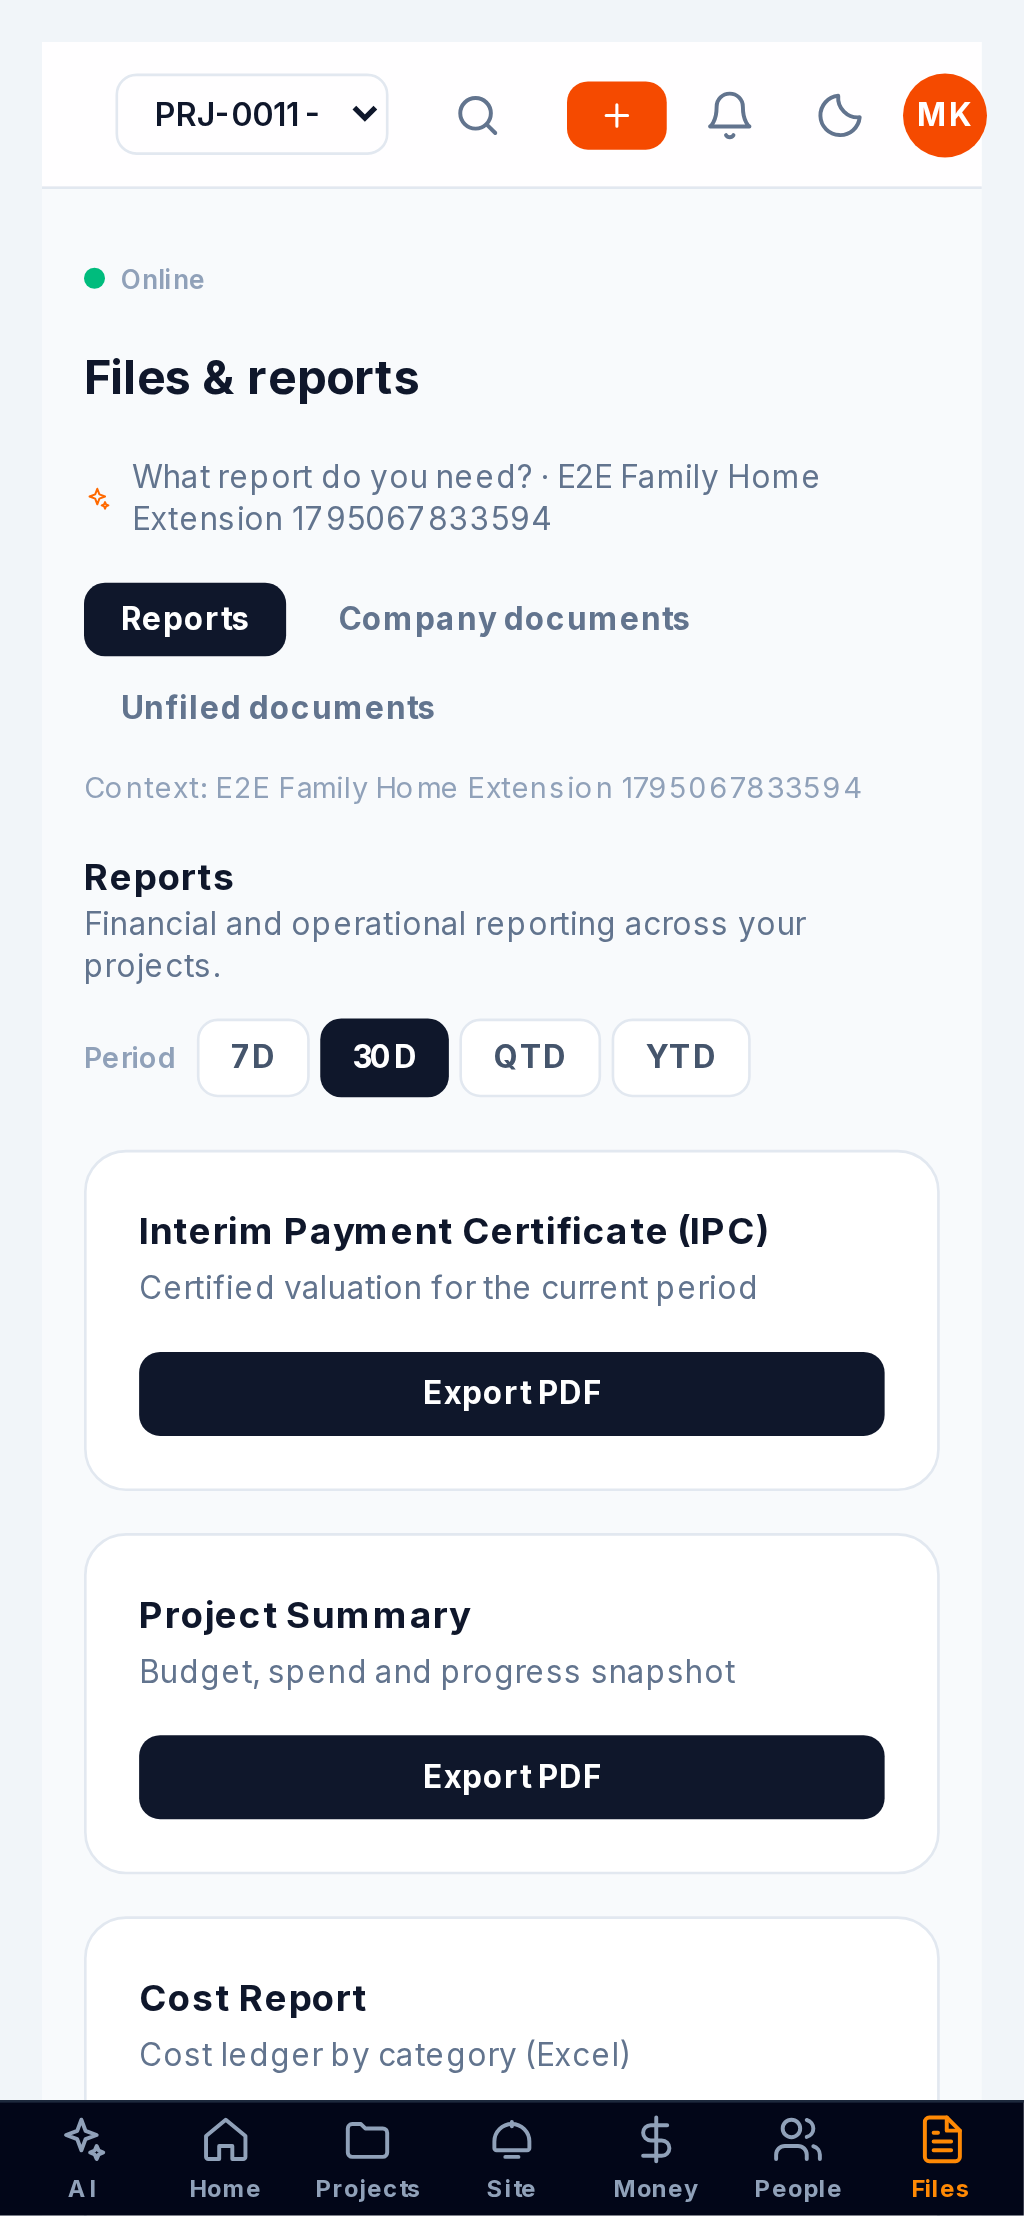 PRJ-0011 -
MK
Online
Files & reports
What report do you need? · E2E Family Home
Extension 1795067833594
Reports
Company documents
Unfiled documents
Context: E2E Family Home Extension 1795067833594
Reports
Financial and operational reporting across your
projects.
Period
7D
30D
QTD
YTD
Interim Payment Certificate (IPC)
Certified valuation for the current period
Export PDF
Project Summary
Budget, spend and progress snapshot
Export PDF
Cost Report
Cost ledger by category (Excel)
AI
Home
Projects
Site
Money
People
Files